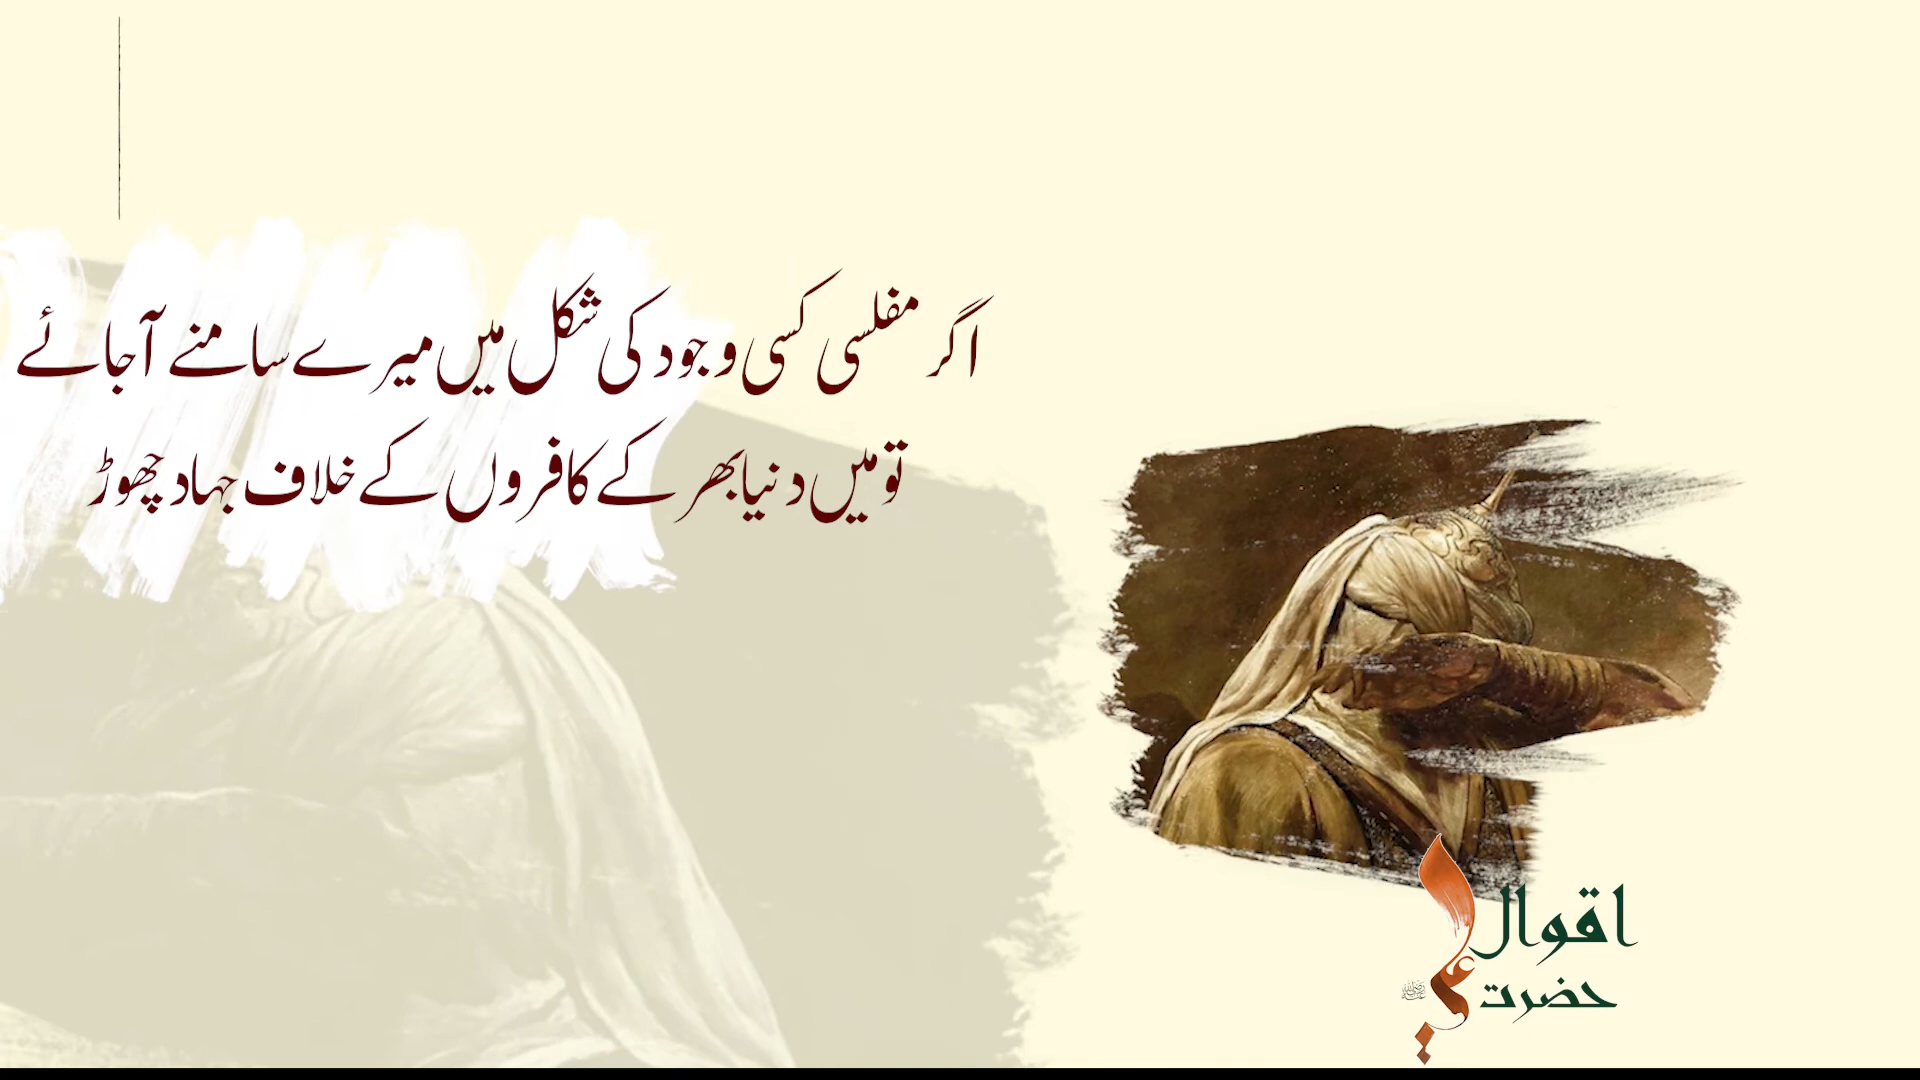 اگر مفلسی کسی وجود کی شکل میں میرے سامنے آجائے
تو میں دنیا بھر کے کافروں کے خلاف جہاد چھوڑ
اقوال
حضرت علی